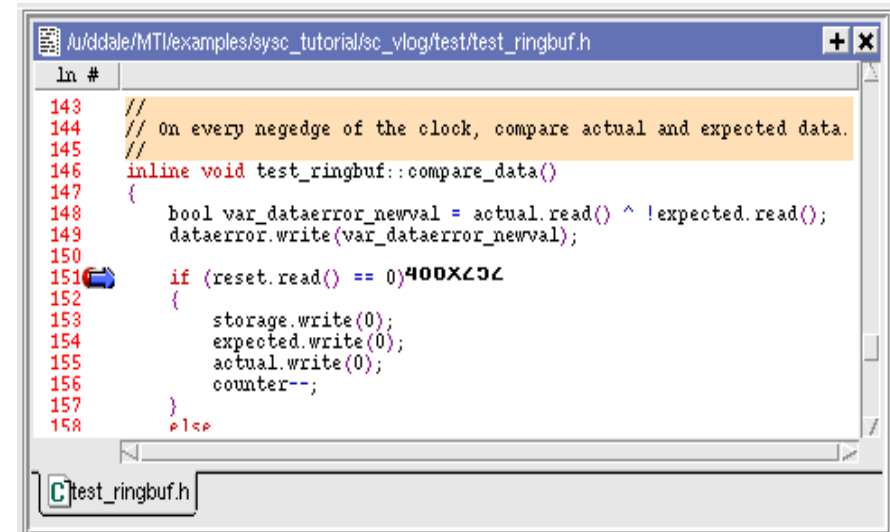 /u/ddale/MTI/examples/sysc_tutorial/sc_vlog/test/test_ringbuf.h
ln #
143 //
144 // On every negedge of the clock, compare actual and expected data.
145 //
146 inline void test_ringbuf::compare_data()
147 {
148 bool var_dataerror_newval = actual.read() ^ !expected.read();
149 dataerror.write(var_dataerror_newval);
150
151 if (reset.read() == 0)
152 {
153 storage.write(0);
154 expected.write(0);
155 actual.write(0);
156 counter--;
157 }
158 else
test_ringbuf.h